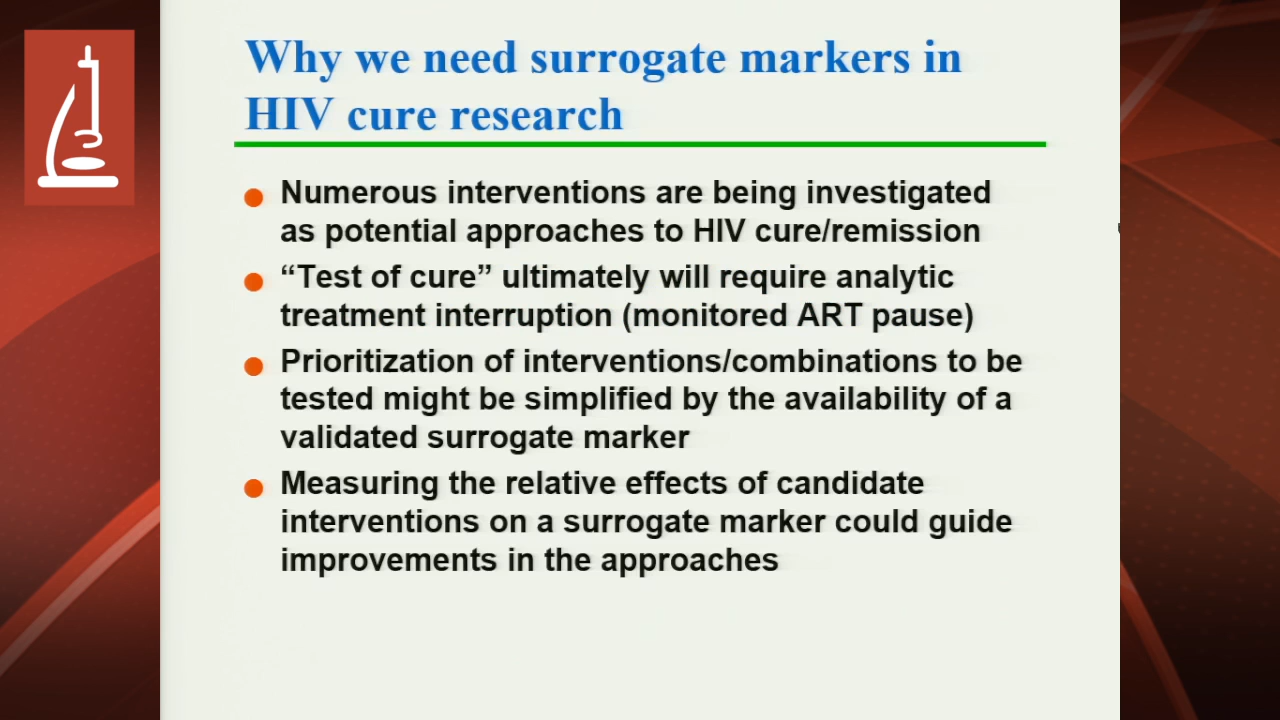 Why we need surrogate markers in
HIV cure research
Numerous interventions are being investigated
as potential approaches to HIV cure/remission
“Test of cure” ultimately will require analytic
treatment interruption (monitored ART pause)
Prioritization of interventions/combinations to be
tested might be simplified by the availability of a
validated surrogate marker
Measuring the relative effects of candidate
interventions on a surrogate marker could guide
improvements in the approaches